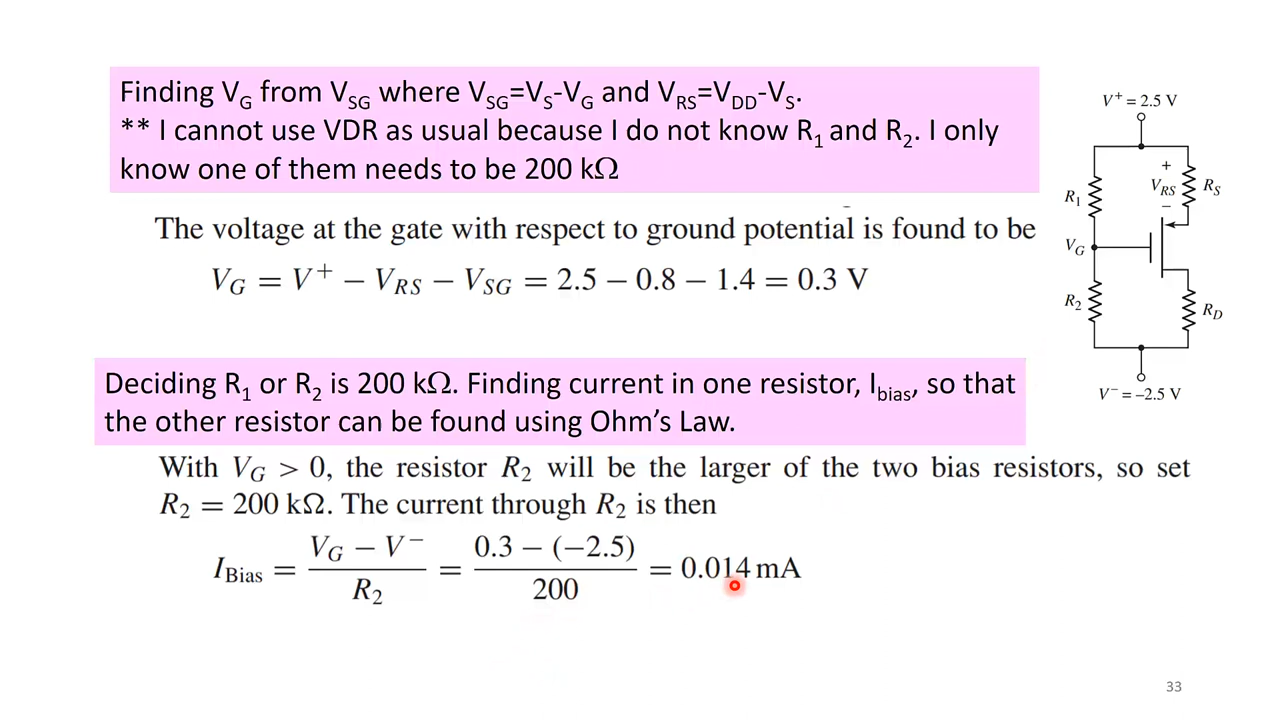 Finding V_G from V_SG where V_SG=V_S-V_G and V_RS=V_DD-V_S.
** I cannot use VDR as usual because I do not know R_1 and R_2. I only
know one of them needs to be 200 kΩ
The voltage at the gate with respect to ground potential is found to be
V_G = V^+ − V_RS − V_SG = 2.5 − 0.8 − 1.4 = 0.3 V
V^+ = 2.5 V
+
R_1
V_RS
R_S
−
V_G
R_2
R_D
V^− = −2.5 V
Deciding R_1 or R_2 is 200 kΩ. Finding current in one resistor, I_bias, so that
the other resistor can be found using Ohm's Law.
With V_G > 0, the resistor R_2 will be the larger of the two bias resistors, so set
R_2 = 200 kΩ. The current through R_2 is then
I_Bias = (V_G − V^−)/R_2 = (0.3 − (−2.5))/200 = 0.014 mA
33